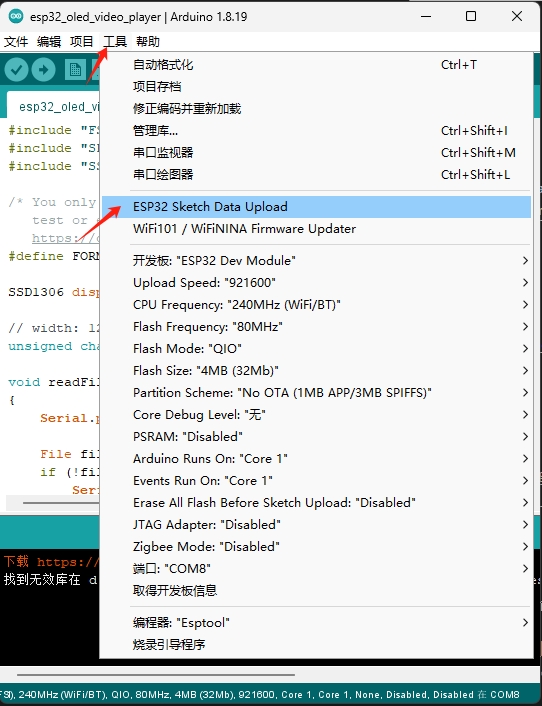 esp32_oled_video_player | Arduino 1.8.19
文件 编辑 项目 工具 帮助
自动格式化 Ctrl+T
项目存档
修正编码并重新加载
管理库... Ctrl+Shift+I
串口监视器 Ctrl+Shift+M
串口绘图器 Ctrl+Shift+L
ESP32 Sketch Data Upload
WiFi101 / WiFiNINA Firmware Updater
开发板: "ESP32 Dev Module"
Upload Speed: "921600"
CPU Frequency: "240MHz (WiFi/BT)"
Flash Frequency: "80MHz"
Flash Mode: "QIO"
Flash Size: "4MB (32Mb)"
Partition Scheme: "No OTA (1MB APP/3MB SPIFFS)"
Core Debug Level: "无"
PSRAM: "Disabled"
Arduino Runs On: "Core 1"
Events Run On: "Core 1"
Erase All Flash Before Sketch Upload: "Disabled"
JTAG Adapter: "Disabled"
Zigbee Mode: "Disabled"
端口: "COM8"
取得开发板信息
编程器: "Esptool"
烧录引导程序
esp32_oled_vi
#include "FS
#include "SP
#include "SS
/* You only
test or
https://
#define FORM
SSD1306 disp
// width: 12
unsigned cha
void readFil
{
Serial.p
File fil
if (!fil
Ser
下载 https://
找到无效库在 d
FS), 240MHz (WiFi/BT), QIO, 80MHz, 4MB (32Mb), 921600, Core 1, Core 1, None, Disabled, Disabled 在 COM8